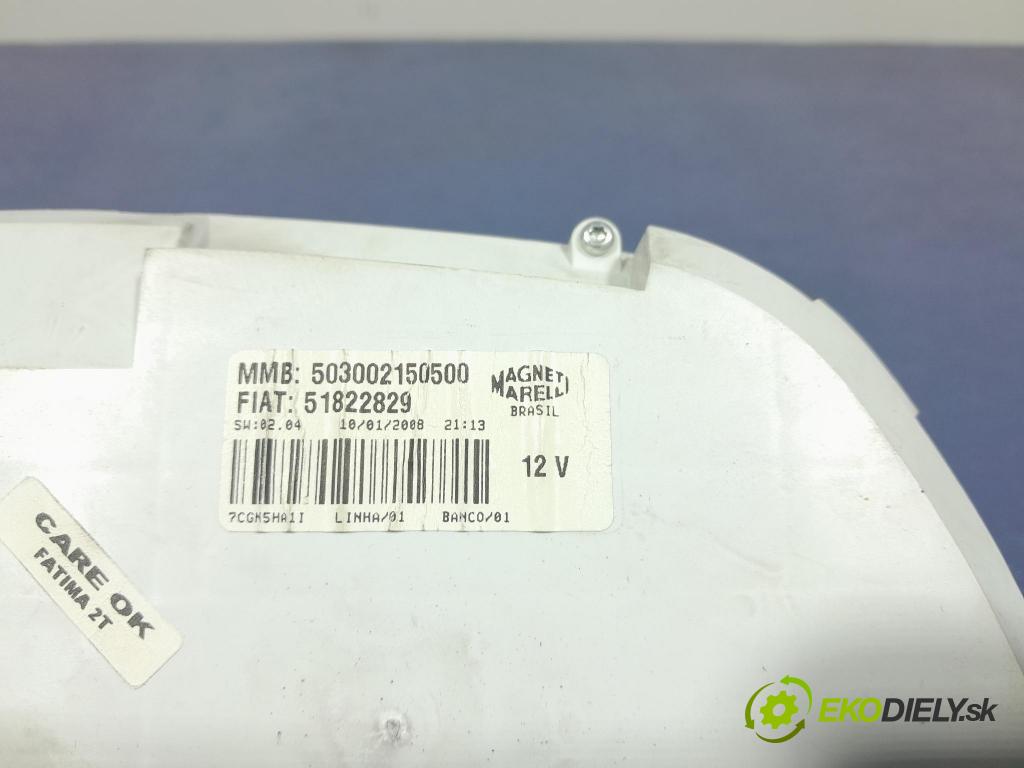 MMB: 503002150500
FIAT: 51822829
MAGNETI
MARELLI
BRASIL
SW:02.04 10/01/2008 21:13
12 V
7CGN5HA1I LINHA/01 BANCO/01
CARE OK
FATIMA 2T
EKODIELY.sk